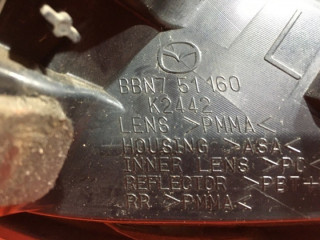 BBN7 51160
K2442
LENS >PMMA<
HOUSING >ASA<
INNER LENS >PC<
REFLECTOR >PBT+
RR >PMMA<
L